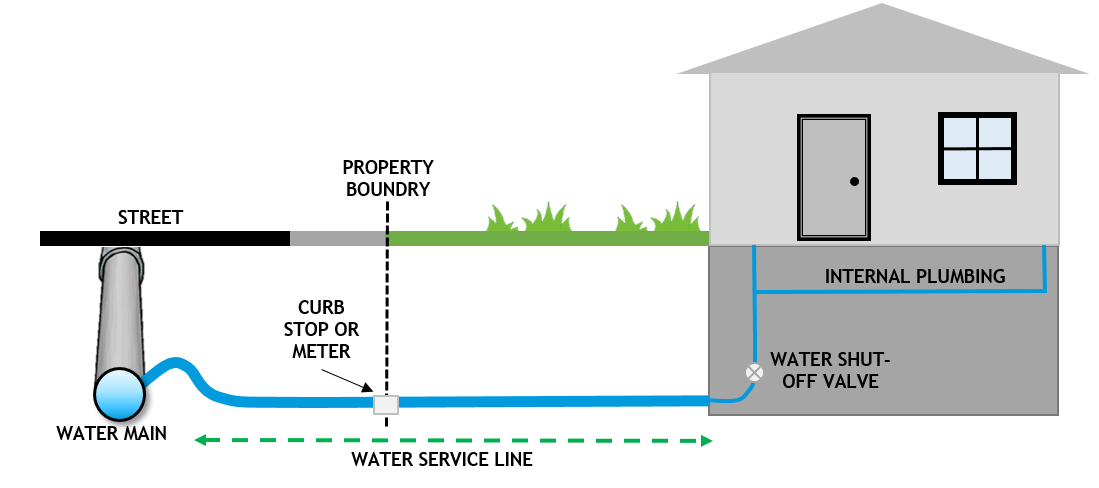 PROPERTY
BOUNDRY
STREET
INTERNAL PLUMBING
CURB
STOP OR
METER
WATER SHUT-
OFF VALVE
WATER MAIN
WATER SERVICE LINE